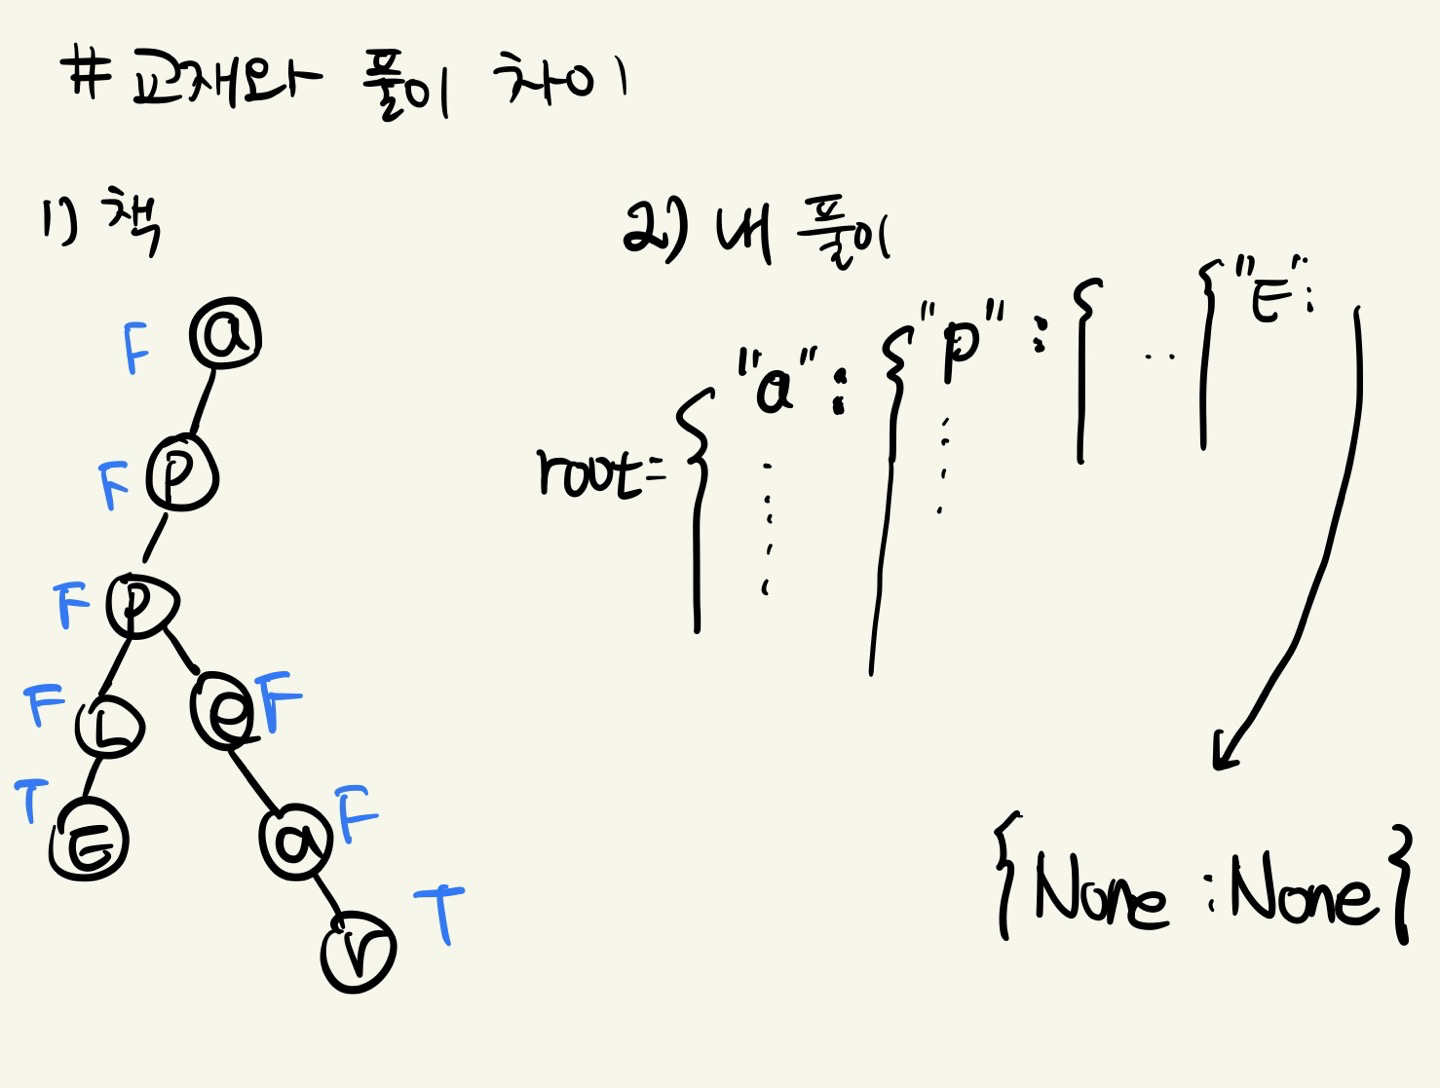 # 교재와 풀이 차이
1) 책
2) 내 풀이
F a
F P
F P
F L
e F
T E
a F
r T
root = { "a" : { "P" : { .. { "E" :
{ None : None }